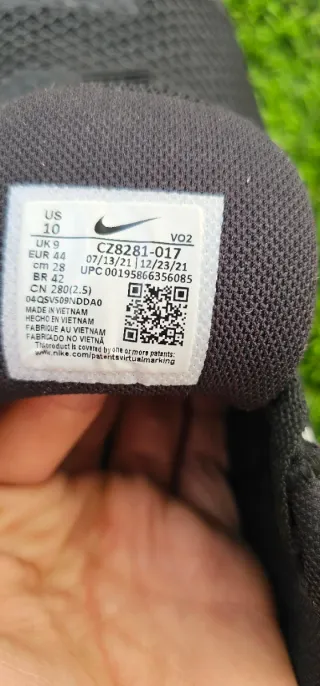 US
10
UK 9
EUR 44
cm 28
BR 42
CN 280(2.5)
VO2
CZ8281-017
07/13/21 | 12/23/21
UPC 00195866356085
04QSVS09NDDA0
MADE IN VIETNAM
HECHO EN VIETNAM
FABRIQUE AU VIETNAM
FABRICADO NO VIETNÃ
This product is covered by one or more patents:
www.nike.com/patentsvirtualmarking